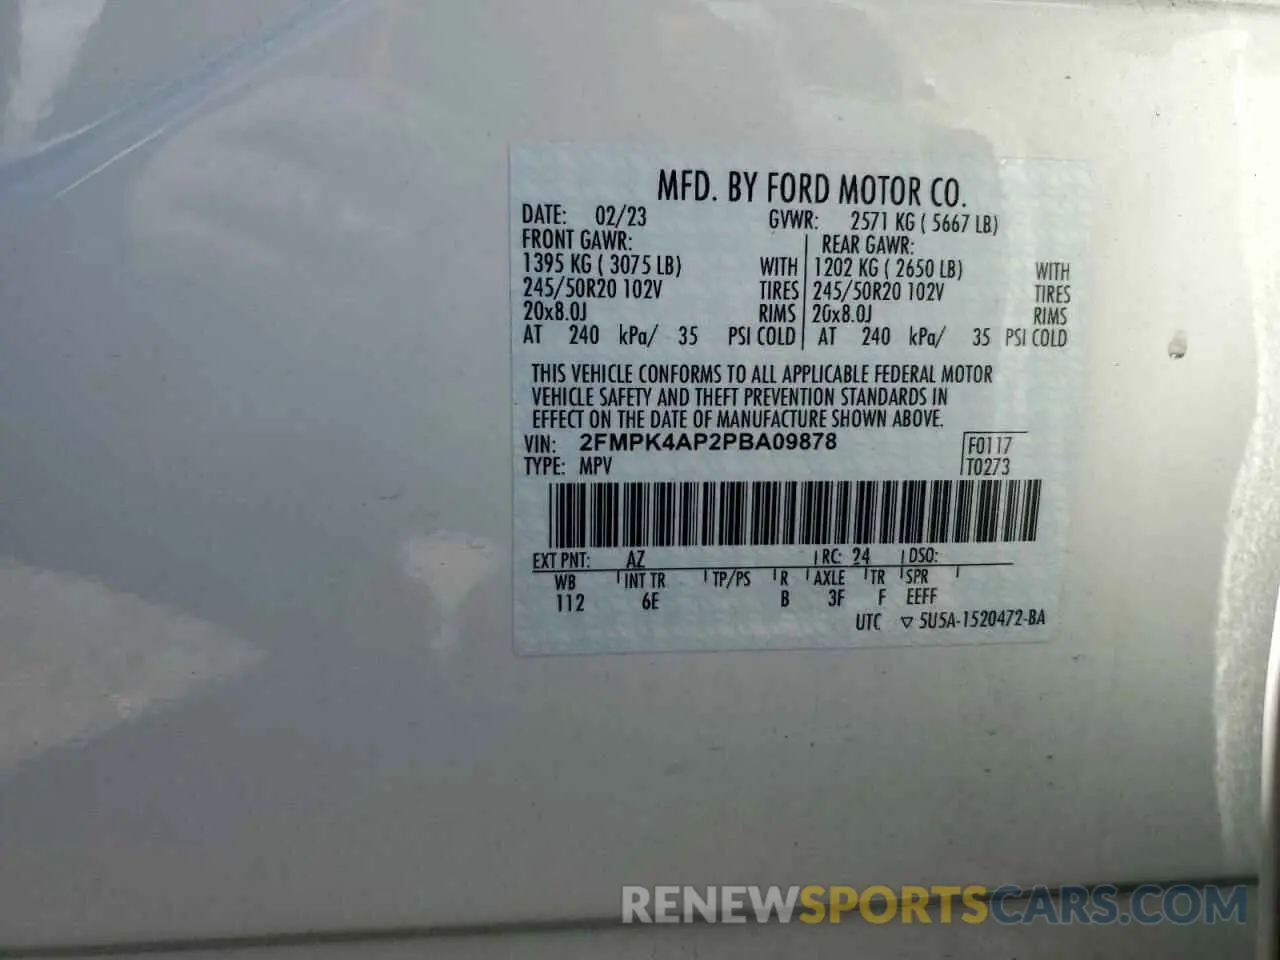 MFD. BY FORD MOTOR CO.
DATE: 02/23 GVWR: 2571 KG ( 5667 LB)
FRONT GAWR: REAR GAWR:
1395 KG ( 3075 LB) WITH 1202 KG ( 2650 LB) WITH
245/50R20 102V TIRES 245/50R20 102V TIRES
20x8.0J RIMS 20x8.0J RIMS
AT 240 kPa/ 35 PSI COLD AT 240 kPa/ 35 PSI COLD
THIS VEHICLE CONFORMS TO ALL APPLICABLE FEDERAL MOTOR
VEHICLE SAFETY AND THEFT PREVENTION STANDARDS IN
EFFECT ON THE DATE OF MANUFACTURE SHOWN ABOVE.
VIN: 2FMPK4AP2PBA09878 F0117
TYPE: MPV T0273
EXT PNT: AZ RC: 24 DSO:
WB INT TR TP/PS R AXLE TR SPR
112 6E B 3F F EEFF
UTC ▽ 5U5A-1520472-BA
RENEWSPORTSCARS.COM